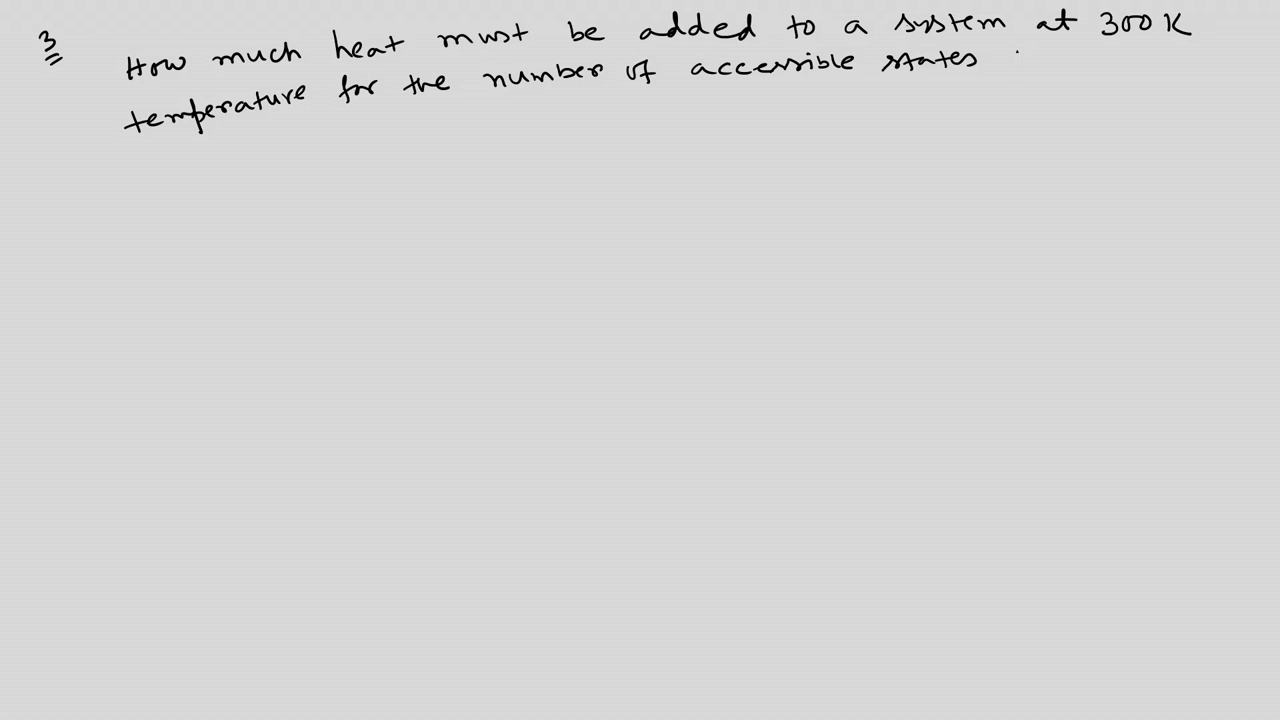 3
How much heat must be added to a system at 300 K
temperature for the number of accessible states